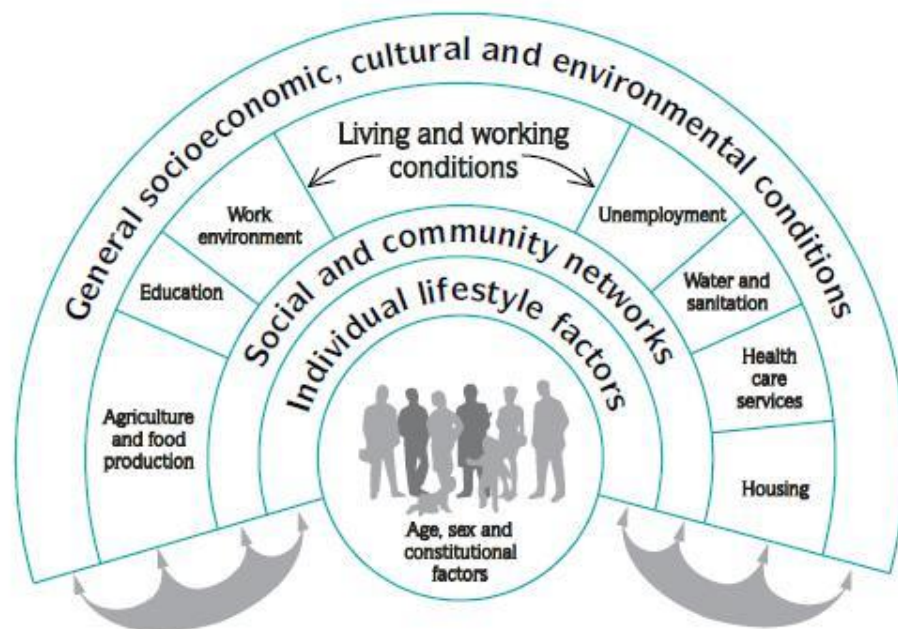 General socioeconomic, cultural and environmental conditions
Living and working
conditions
Work
environment
Unemployment
Education
Water and
sanitation
Agriculture
and food
production
Health
care
services
Housing
Social and community networks
Individual lifestyle factors
Age, sex and
constitutional
factors